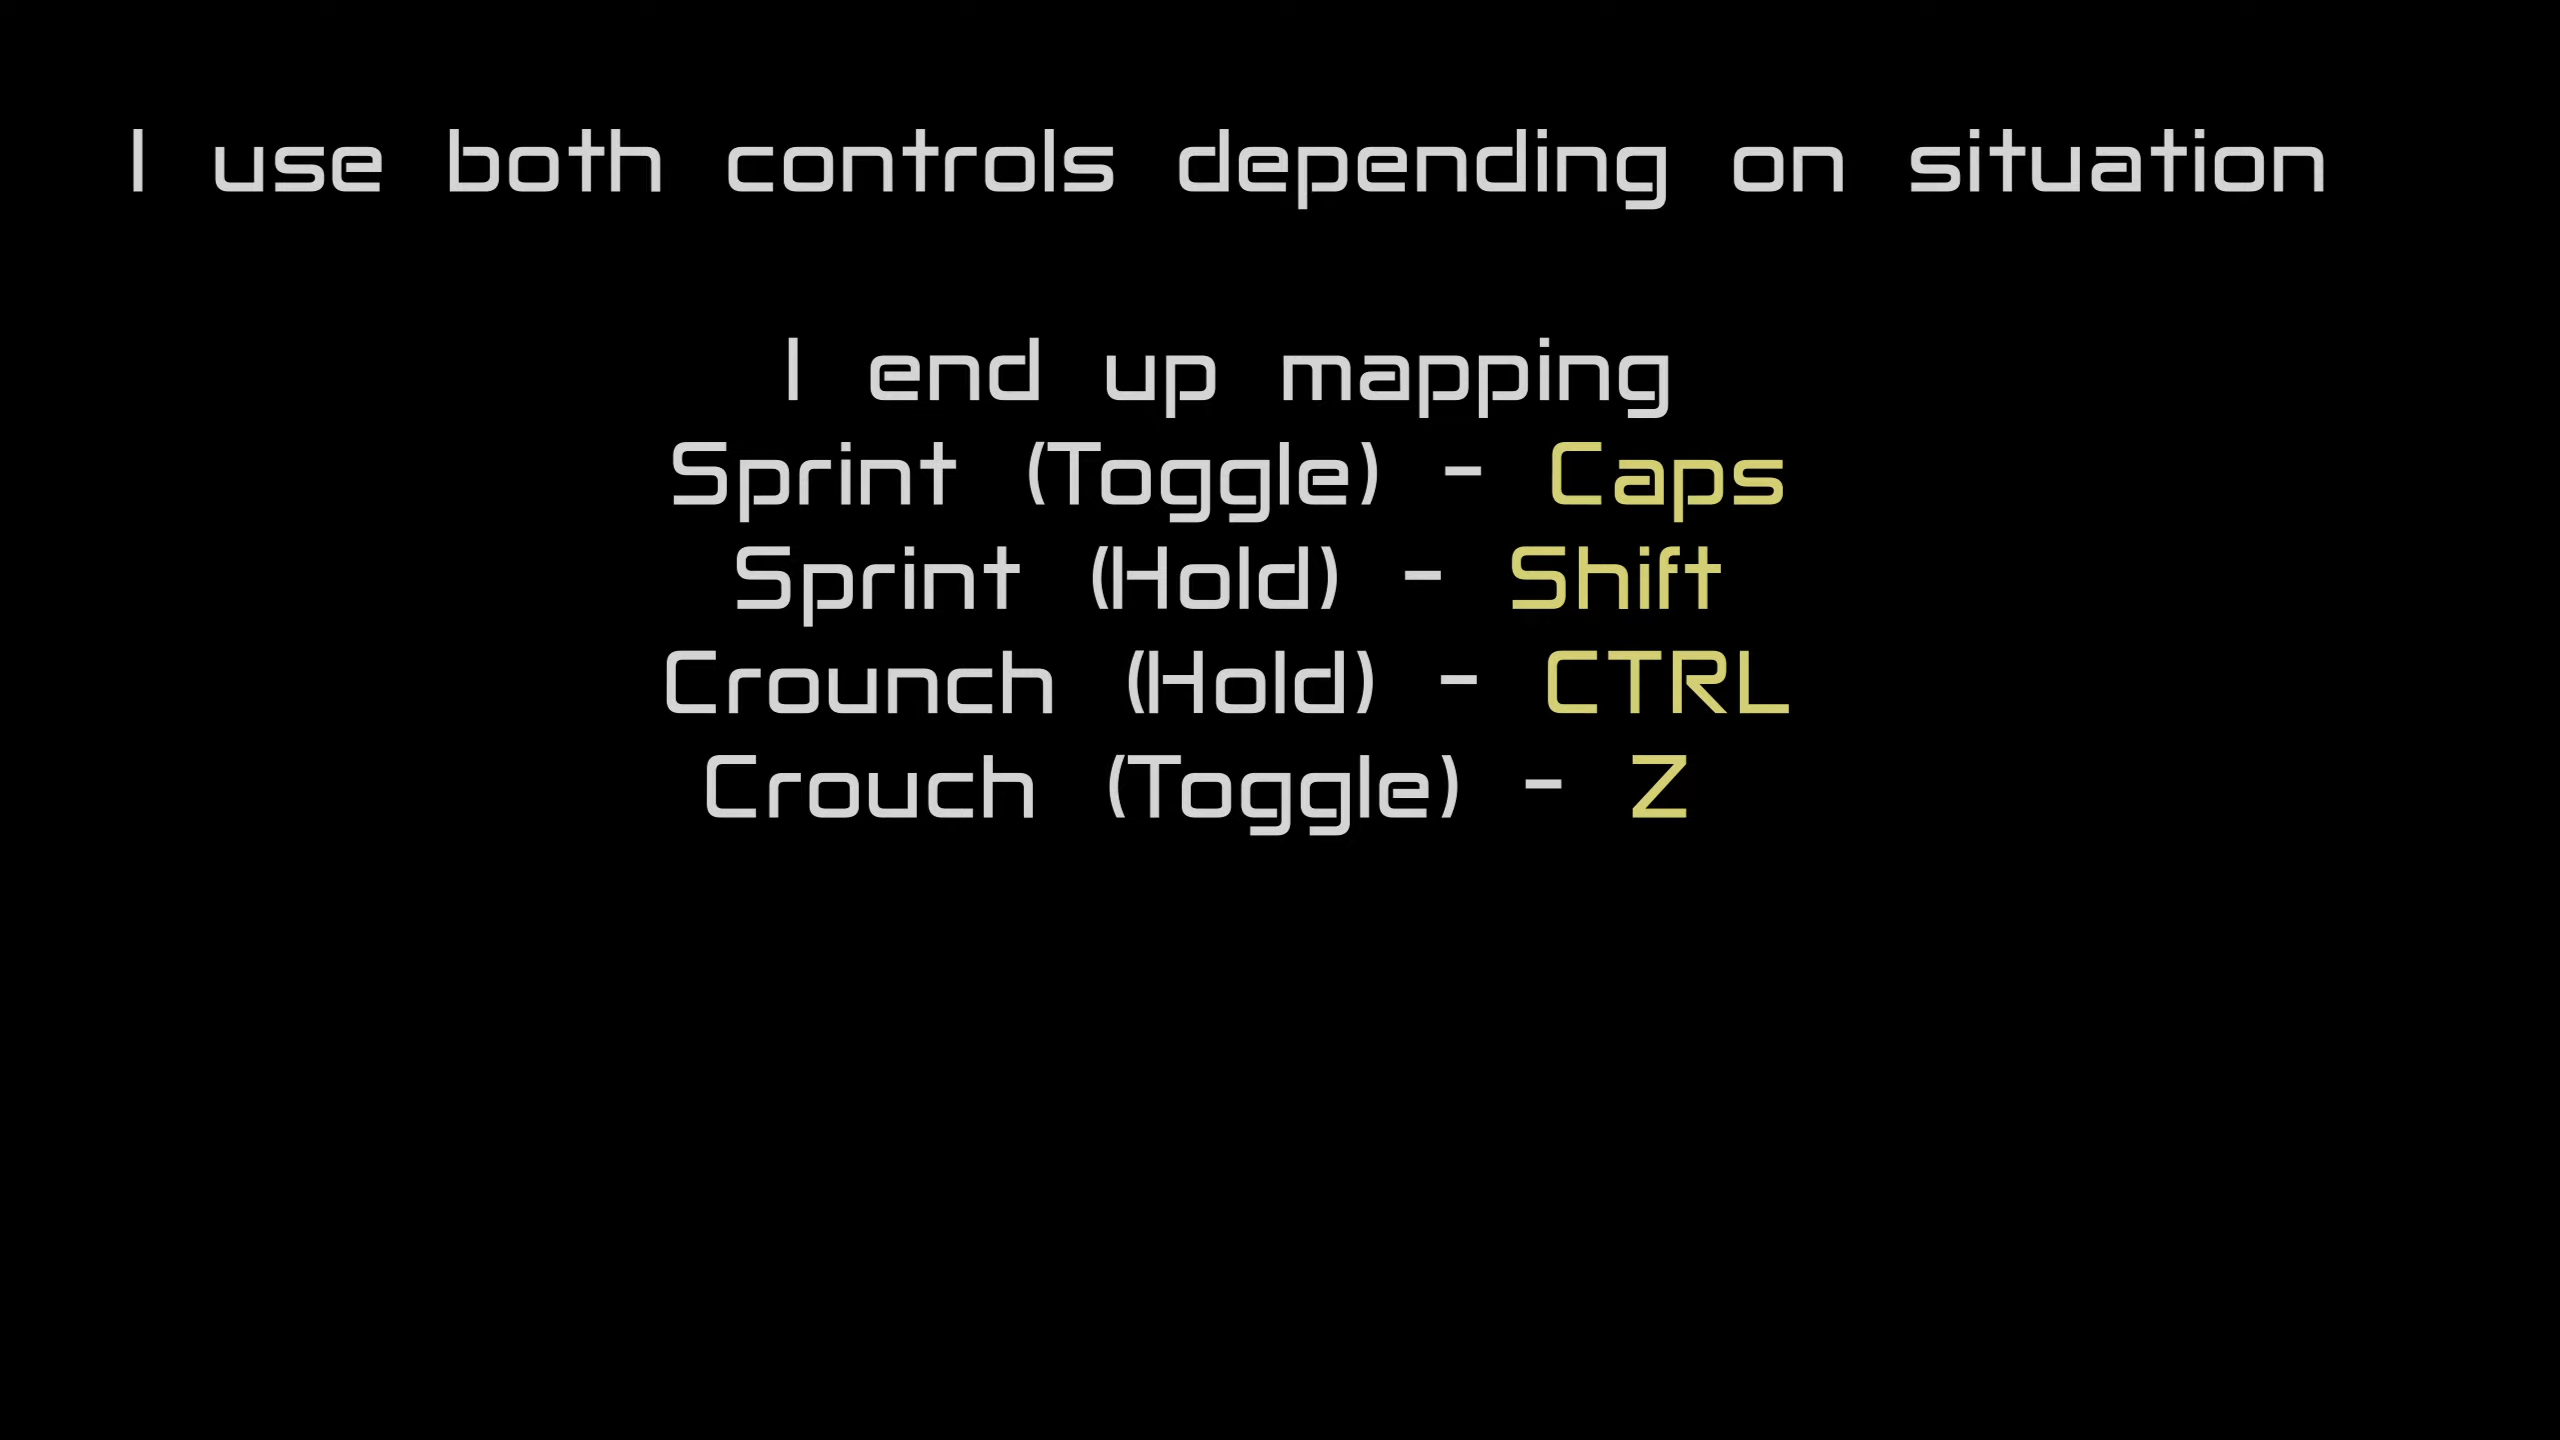 I use both controls depending on situation
I end up mapping
Sprint (Toggle) - Caps
Sprint (Hold) - Shift
Crounch (Hold) - CTRL
Crouch (Toggle) - Z